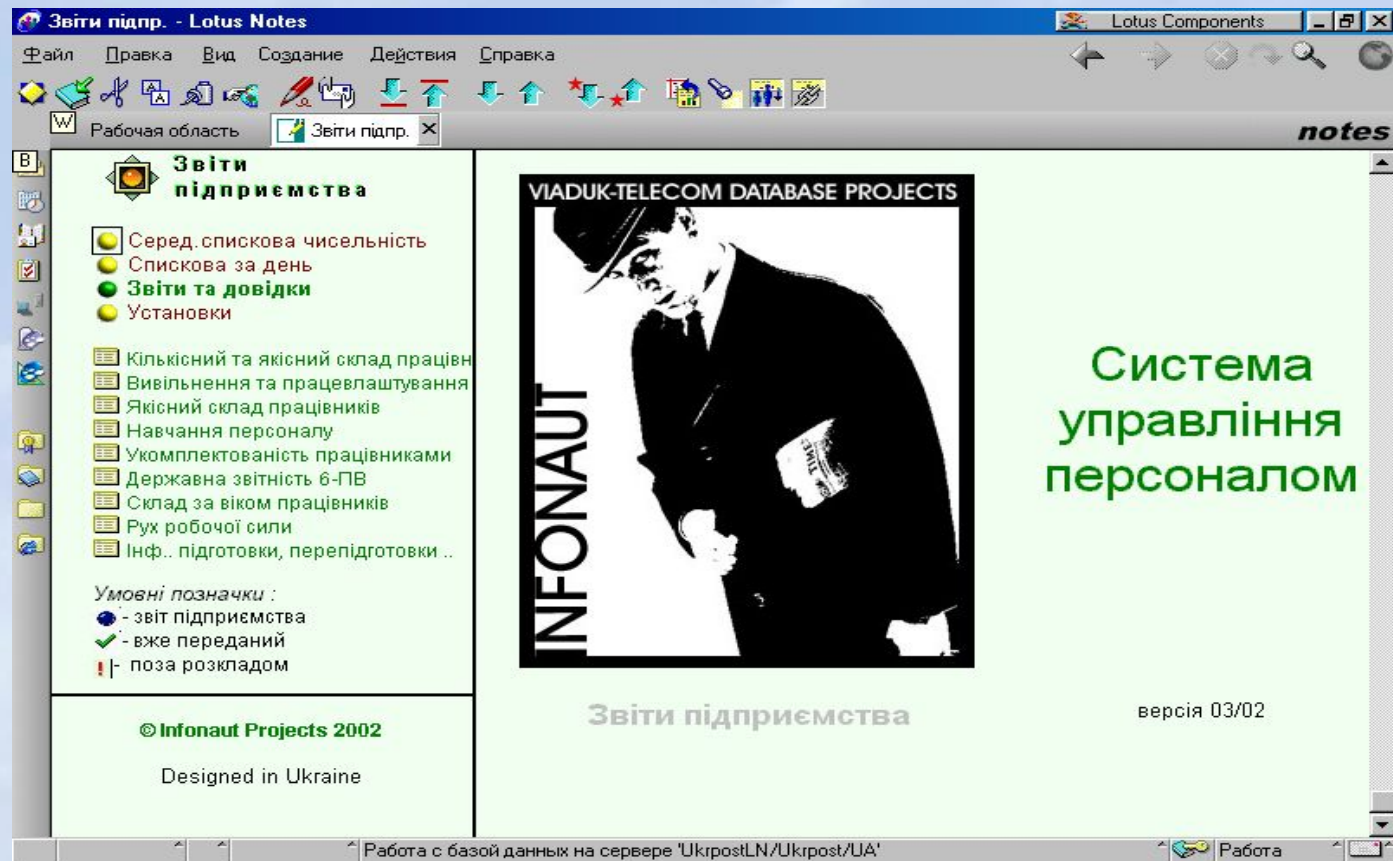 Звіти підпр. - Lotus Notes
Lotus Components
Файл Правка Вид Создание Действия Справка
W Рабочая область Звіти підпр.
notes
B
Звіти
підприємства
Серед.спискова чисельність
Спискова за день
Звіти та довідки
Установки
Кількісний та якісний склад праців
Вивільнення та працевлаштування
Якісний склад працівників
Навчання персоналу
Укомплектованість працівниками
Державна звітність 6-ПВ
Склад за віком працівників
Рух робочої сили
Інф.. підготовки, перепідготовки ..
Умовні позначки :
- звіт підприємства
- вже переданий
- поза розкладом
© Infonaut Projects 2002
Designed in Ukraine
VIADUK-TELECOM DATABASE PROJECTS
INFONAUT
TIME
Звіти підприємства
Система
управління
персоналом
версія 03/02
Работа с базой данных на сервере 'UkrpostLN/Ukrpost/UA'
Работа